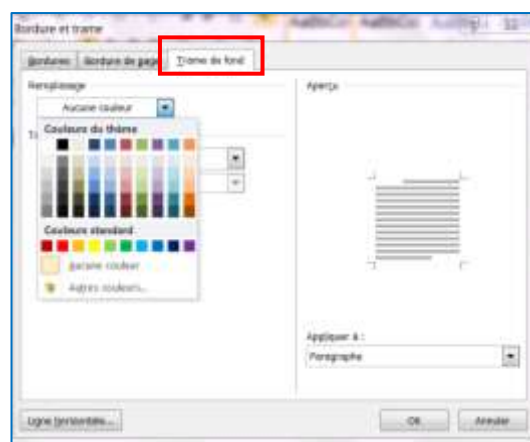 Bordure et trame
Bordures Bordure de page Trame de fond
Remplissage
Aucune couleur
Couleurs du thème
Couleurs standard
Aucune couleur
Autres couleurs...
Aperçu
Appliquer à :
Paragraphe
Ligne horizontale...
OK Annuler